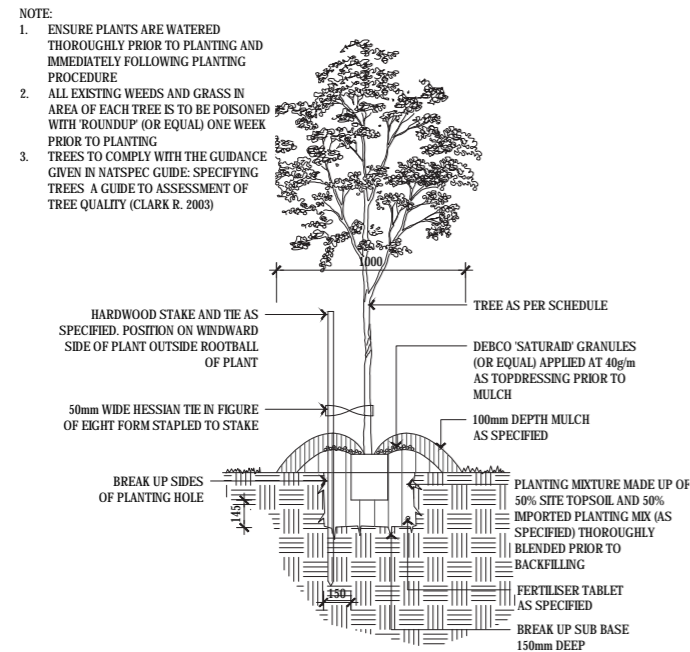 NOTE:
1. ENSURE PLANTS ARE WATERED
THOROUGHLY PRIOR TO PLANTING AND
IMMEDIATELY FOLLOWING PLANTING
PROCEDURE
2. ALL EXISTING WEEDS AND GRASS IN
AREA OF EACH TREE IS TO BE POISONED
WITH 'ROUNDUP' (OR EQUAL) ONE WEEK
PRIOR TO PLANTING
3. TREES TO COMPLY WITH THE GUIDANCE
GIVEN IN NATSPEC GUIDE: SPECIFYING
TREES A GUIDE TO ASSESSMENT OF
TREE QUALITY (CLARK R. 2003)
1000
HARDWOOD STAKE AND TIE AS
SPECIFIED. POSITION ON WINDWARD
SIDE OF PLANT OUTSIDE ROOTBALL
OF PLANT
50mm WIDE HESSIAN TIE IN FIGURE
OF EIGHT FORM STAPLED TO STAKE
BREAK UP SIDES
OF PLANTING HOLE
145
150
TREE AS PER SCHEDULE
DEBCO 'SATURAID' GRANULES
(OR EQUAL) APPLIED AT 40g/m
AS TOPDRESSING PRIOR TO
MULCH
100mm DEPTH MULCH
AS SPECIFIED
PLANTING MIXTURE MADE UP OF
50% SITE TOPSOIL AND 50%
IMPORTED PLANTING MIX (AS
SPECIFIED) THOROUGHLY
BLENDED PRIOR TO
BACKFILLING
FERTILISER TABLET
AS SPECIFIED
BREAK UP SUB BASE
150mm DEEP